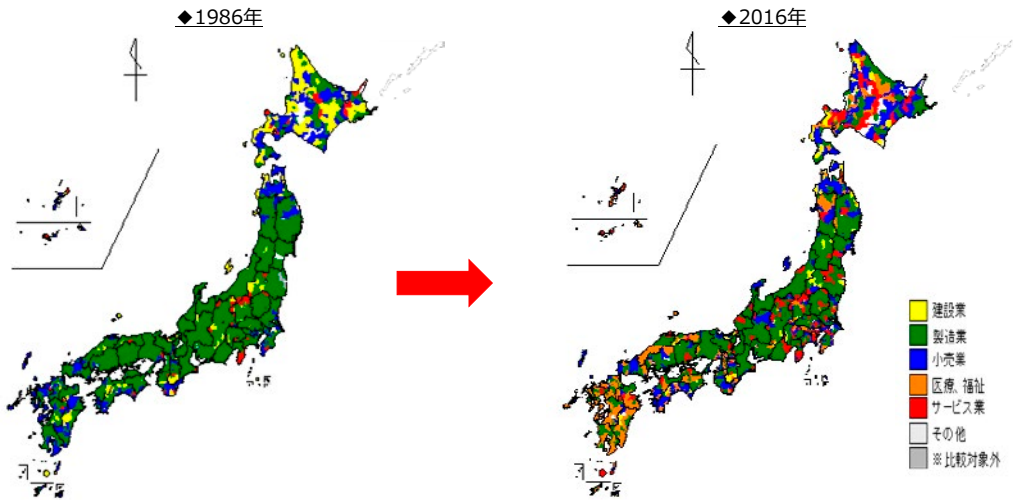 ◆1986年
◆2016年
建設業
製造業
小売業
医療、福祉
サービス業
その他
※比較対象外